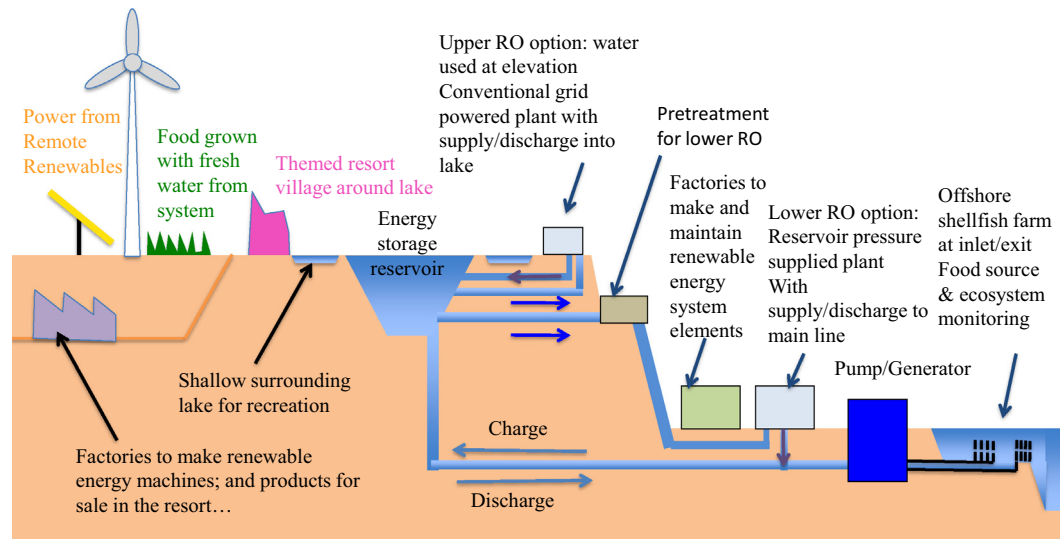 Power from
Remote
Renewables
Food grown
with fresh
water from
system
Themed resort
village around lake
Energy
storage
reservoir
Upper RO option: water
used at elevation
Conventional grid
powered plant with
supply/discharge into
lake
Pretreatment
for lower RO
Factories to
make and
maintain
renewable
energy
system
elements
Lower RO option:
Reservoir pressure
supplied plant
With
supply/discharge to
main line
Offshore
shellfish farm
at inlet/exit
Food source
& ecosystem
monitoring
Pump/Generator
Shallow surrounding
lake for recreation
Factories to make renewable
energy machines; and products for
sale in the resort…
Charge
Discharge